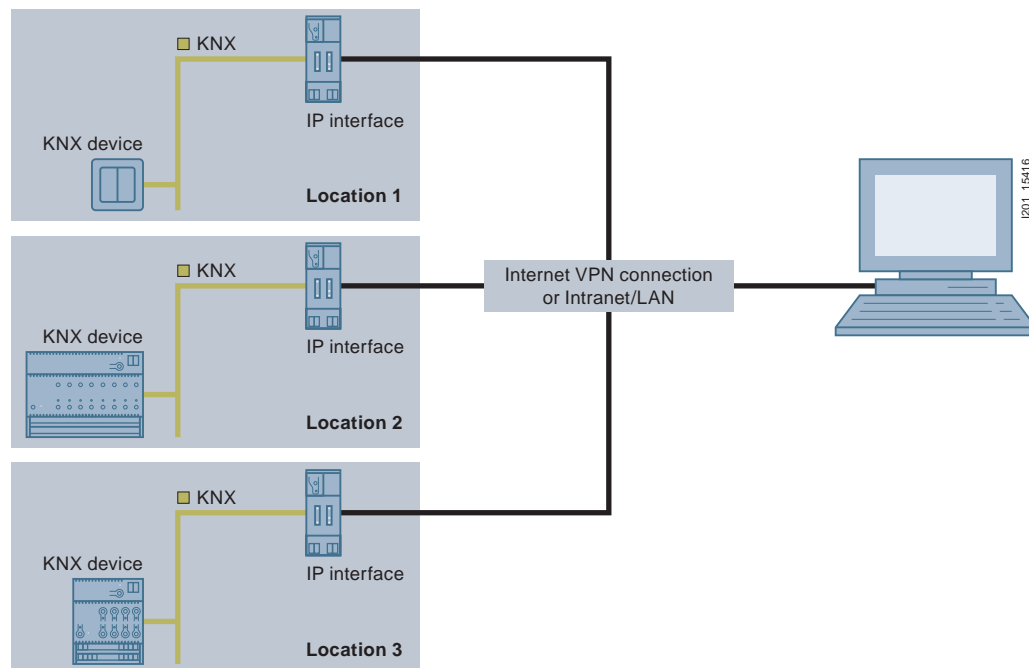 KNX
IP interface
KNX device
Location 1
KNX
IP interface
KNX device
Location 2
KNX
IP interface
KNX device
Location 3
Internet VPN connection
or Intranet/LAN
I201_15416